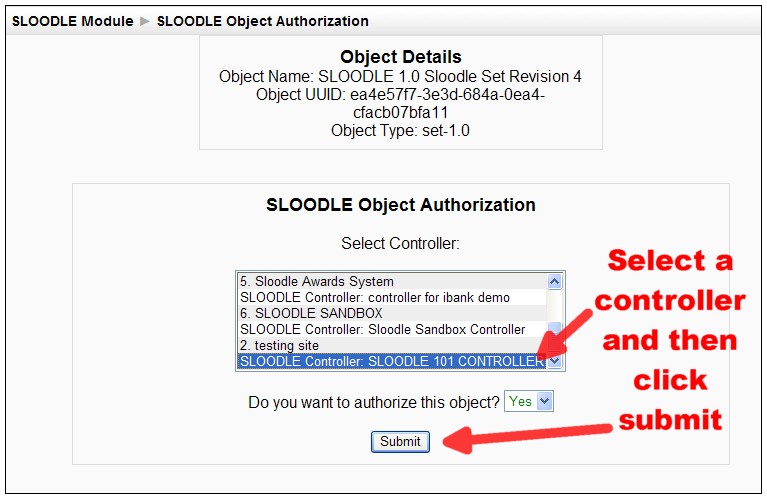 SLOODLE Module ► SLOODLE Object Authorization
Object Details
Object Name: SLOODLE 1.0 Sloodle Set Revision 4
Object UUID: ea4e57f7-3e3d-684a-0ea4-
cfacb07bfa11
Object Type: set-1.0
SLOODLE Object Authorization
Select Controller:
5. Sloodle Awards System
SLOODLE Controller: controller for ibank demo
6. SLOODLE SANDBOX
SLOODLE Controller: Sloodle Sandbox Controller
2. testing site
SLOODLE Controller: SLOODLE 101 CONTROLLER
Do you want to authorize this object? Yes
Submit
Select a
controller
and then
click
submit